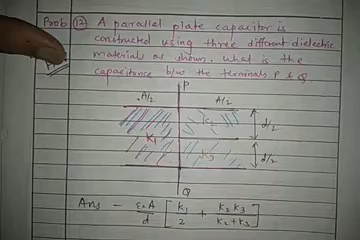 Prob (12) A parallel plate capacitor is
constructed using three different dielectric
materials as shown. What is the
capacitance b/w the terminals P & Q.
P
A/2 A/2
K1 K2 d/2
K3 d/2
Q
Ans - ε₀A/d [K1/2 + K2K3/(K2+K3)]